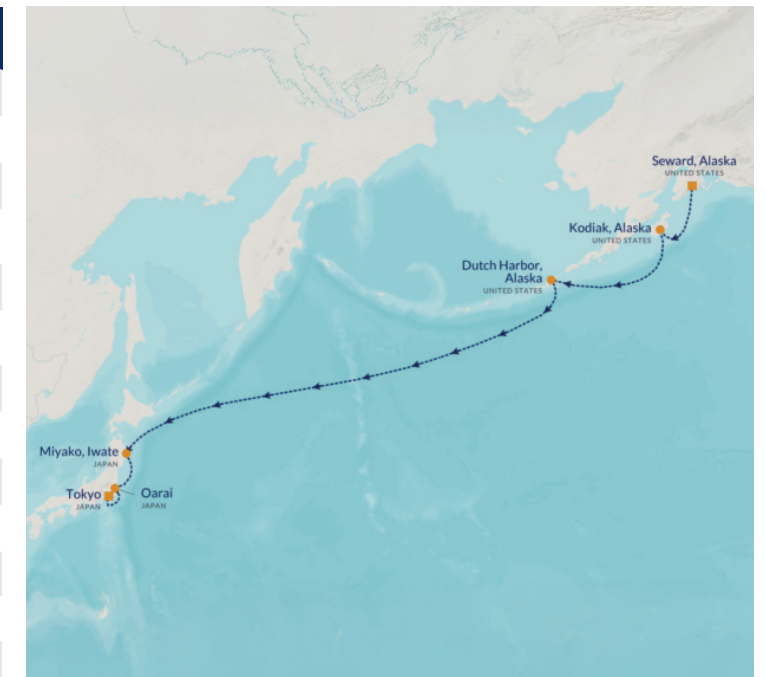 Seward, Alaska
UNITED STATES
Kodiak, Alaska
UNITED STATES
Dutch Harbor,
Alaska
UNITED STATES
Miyako, Iwate
JAPAN
Tokyo
JAPAN
Oarai
JAPAN